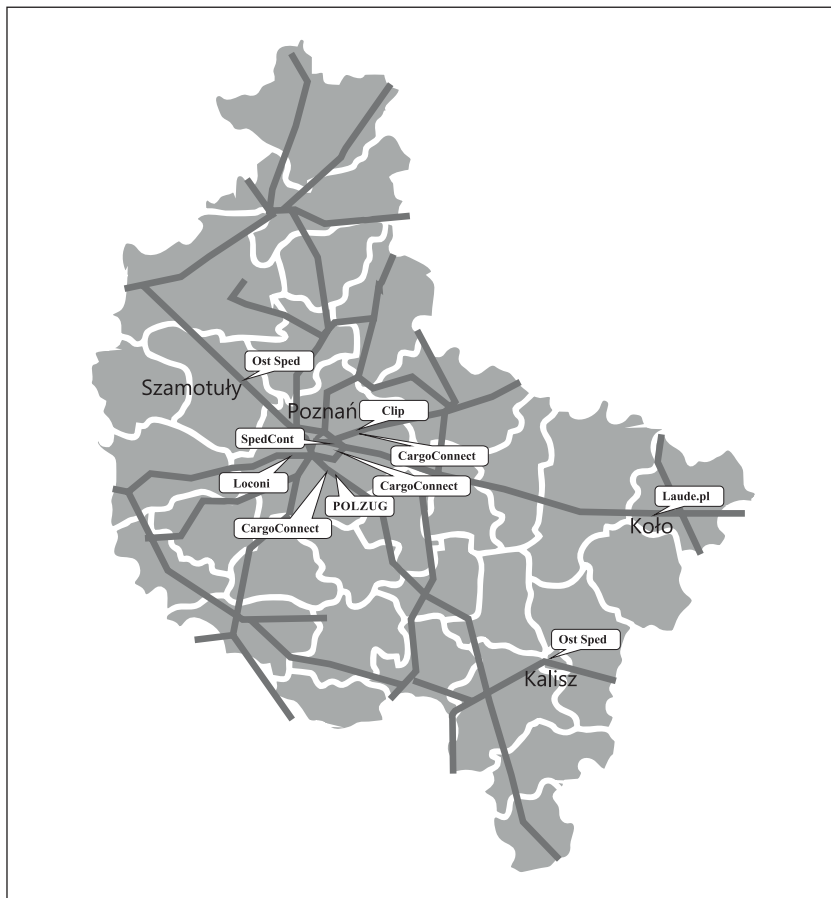 Ost Sped
Szamotuły
Poznań
Clip
SpedCont
CargoConnect
Loconi
CargoConnect
Laude.pl
POLZUG
CargoConnect
Koło
Ost Sped
Kalisz